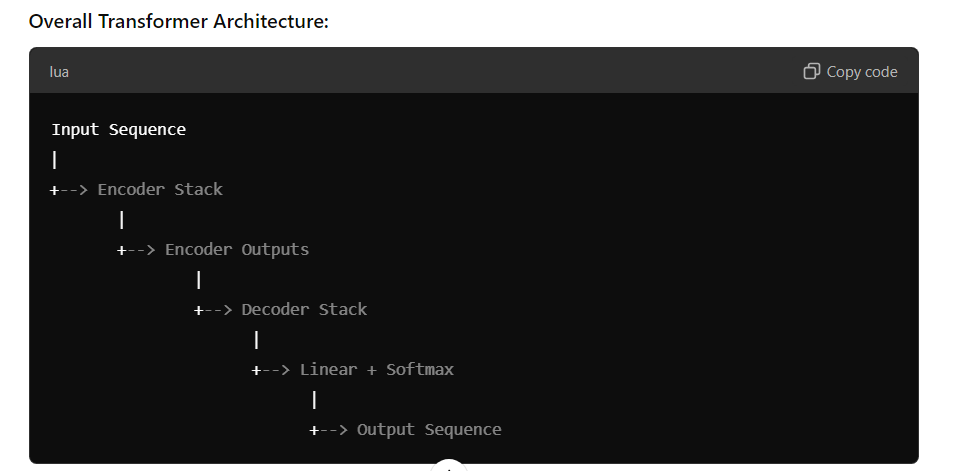 Overall Transformer Architecture:
lua
Copy code
Input Sequence
|
+--> Encoder Stack
|
+--> Encoder Outputs
|
+--> Decoder Stack
|
+--> Linear + Softmax
|
+--> Output Sequence